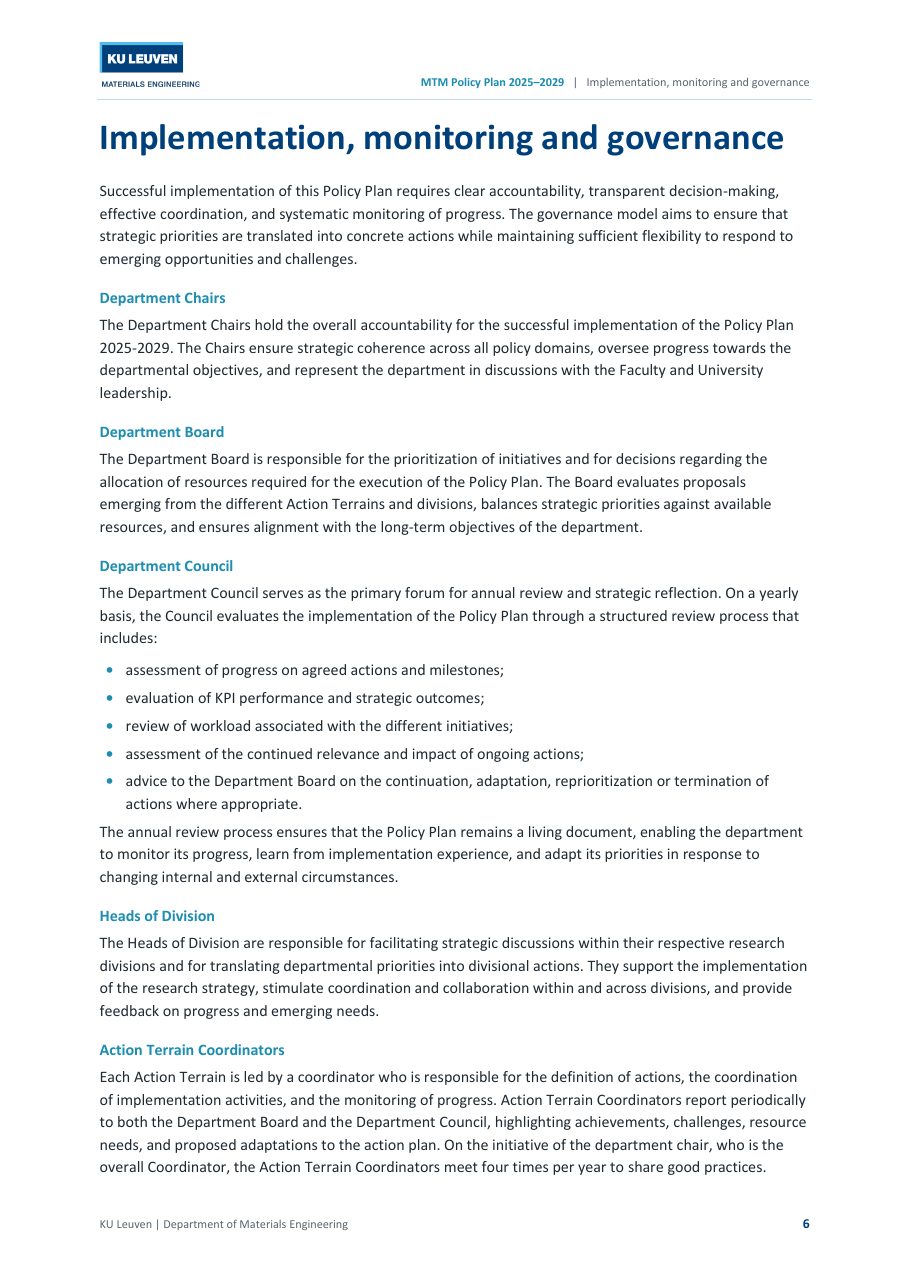 KU LEUVEN
MATERIALS ENGINEERING
MTM Policy Plan 2025–2029 | Implementation, monitoring and governance
Implementation, monitoring and governance
Successful implementation of this Policy Plan requires clear accountability, transparent decision-making,
effective coordination, and systematic monitoring of progress. The governance model aims to ensure that
strategic priorities are translated into concrete actions while maintaining sufficient flexibility to respond to
emerging opportunities and challenges.
Department Chairs
The Department Chairs hold the overall accountability for the successful implementation of the Policy Plan
2025-2029. The Chairs ensure strategic coherence across all policy domains, oversee progress towards the
departmental objectives, and represent the department in discussions with the Faculty and University
leadership.
Department Board
The Department Board is responsible for the prioritization of initiatives and for decisions regarding the
allocation of resources required for the execution of the Policy Plan. The Board evaluates proposals
emerging from the different Action Terrains and divisions, balances strategic priorities against available
resources, and ensures alignment with the long-term objectives of the department.
Department Council
The Department Council serves as the primary forum for annual review and strategic reflection. On a yearly
basis, the Council evaluates the implementation of the Policy Plan through a structured review process that
includes:
• assessment of progress on agreed actions and milestones;
• evaluation of KPI performance and strategic outcomes;
• review of workload associated with the different initiatives;
• assessment of the continued relevance and impact of ongoing actions;
• advice to the Department Board on the continuation, adaptation, reprioritization or termination of
actions where appropriate.
The annual review process ensures that the Policy Plan remains a living document, enabling the department
to monitor its progress, learn from implementation experience, and adapt its priorities in response to
changing internal and external circumstances.
Heads of Division
The Heads of Division are responsible for facilitating strategic discussions within their respective research
divisions and for translating departmental priorities into divisional actions. They support the implementation
of the research strategy, stimulate coordination and collaboration within and across divisions, and provide
feedback on progress and emerging needs.
Action Terrain Coordinators
Each Action Terrain is led by a coordinator who is responsible for the definition of actions, the coordination
of implementation activities, and the monitoring of progress. Action Terrain Coordinators report periodically
to both the Department Board and the Department Council, highlighting achievements, challenges, resource
needs, and proposed adaptations to the action plan. On the initiative of the department chair, who is the
overall Coordinator, the Action Terrain Coordinators meet four times per year to share good practices.
KU Leuven | Department of Materials Engineering
6